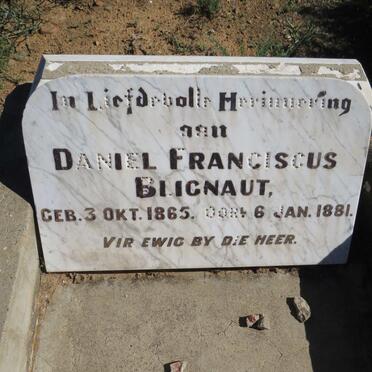 In Liefdevolle Herinnering
aan
DANIEL FRANCISCUS
BLIGNAUT,
GEB. 3 OKT. 1865. OORL 6 JAN. 1881.
VIR EWIG BY DIE HEER.